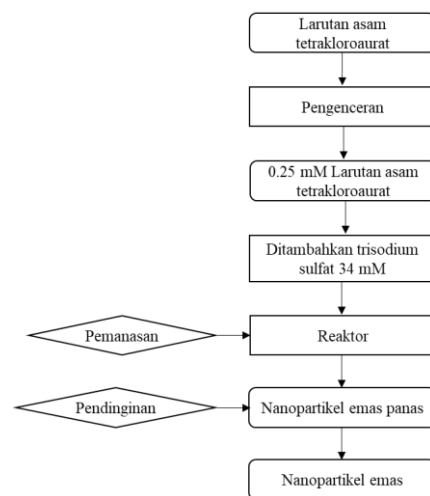 Larutan asam
tetrakloroaurat
Pengenceran
0.25 mM Larutan asam
tetrakloroaurat
Ditambahkan trisodium
sulfat 34 mM
Pemanasan
Reaktor
Pendinginan
Nanopartikel emas panas
Nanopartikel emas